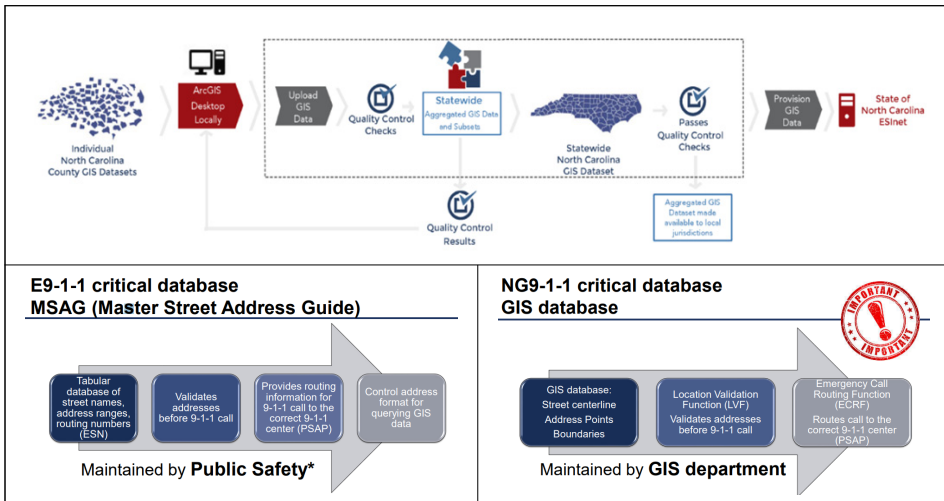 ArcGIS
Desktop
Locally
Individual
North Carolina
County GIS Datasets
Upload
GIS
Data
Quality Control
Checks
Statewide
Aggregated GIS Data
and Subsets
Statewide
North Carolina
GIS Dataset
Passes
Quality Control
Checks
Provision
GIS
Data
State of
North Carolina
ESInet
Quality Control
Results
Aggregated GIS
Dataset made
available to local
jurisdictions
E9-1-1 critical database
MSAG (Master Street Address Guide)
Tabular
database of
street names,
address ranges,
routing numbers
(ESN)
Validates
addresses
before 9-1-1 call
Provides routing
information for
9-1-1 call to the
correct 9-1-1
center (PSAP)
Control address
format for
querying GIS
data
Maintained by Public Safety*
NG9-1-1 critical database
GIS database
IMPORTANT
IMPORTANT
GIS database:
Street centerline
Address Points
Boundaries
Location Validation
Function (LVF)
Validates addresses
before 9-1-1 call
Emergency Call
Routing Function
(ECRF)
Routes call to the
correct 9-1-1 center
(PSAP)
Maintained by GIS department